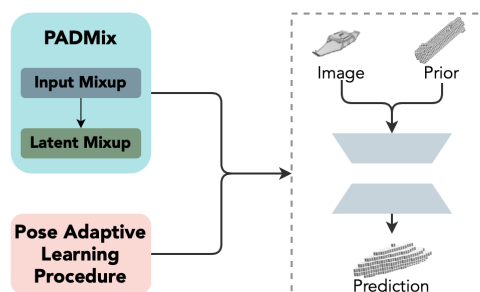 PADMix
Input Mixup
Latent Mixup
Pose Adaptive
Learning
Procedure
Image
Prior
Prediction